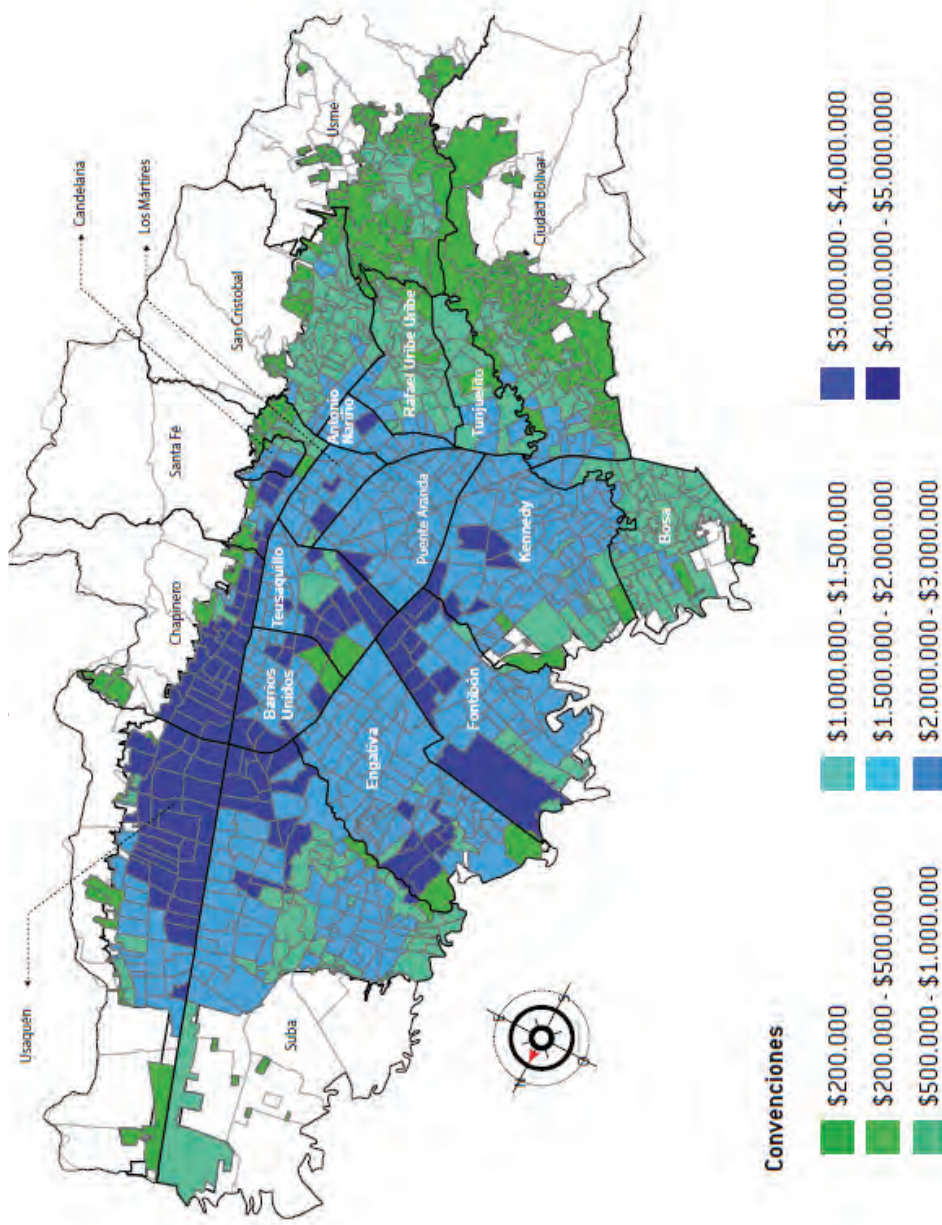 Usaquén
Candelaria
Los Mártires
Chapinero
Santa Fé
San Cristobal
Usme
Suba
Barrios
Unidos
Teusaquillo
Antonio
Nariño
Rafael Uribe Uribe
Tunjuelito
Ciudad Bolivar
Engativa
Fontibón
Puente Aranda
Kennedy
Bosa
Convenciones
$200.000
$200.000 - $500.000
$500.000 - $1.000.000
$1.000.000 - $1.500.000
$1.500.000 - $2.000.000
$2.000.000 - $3.000.000
$3.000.000 - $4.000.000
$4.000.000 - $5.000.000